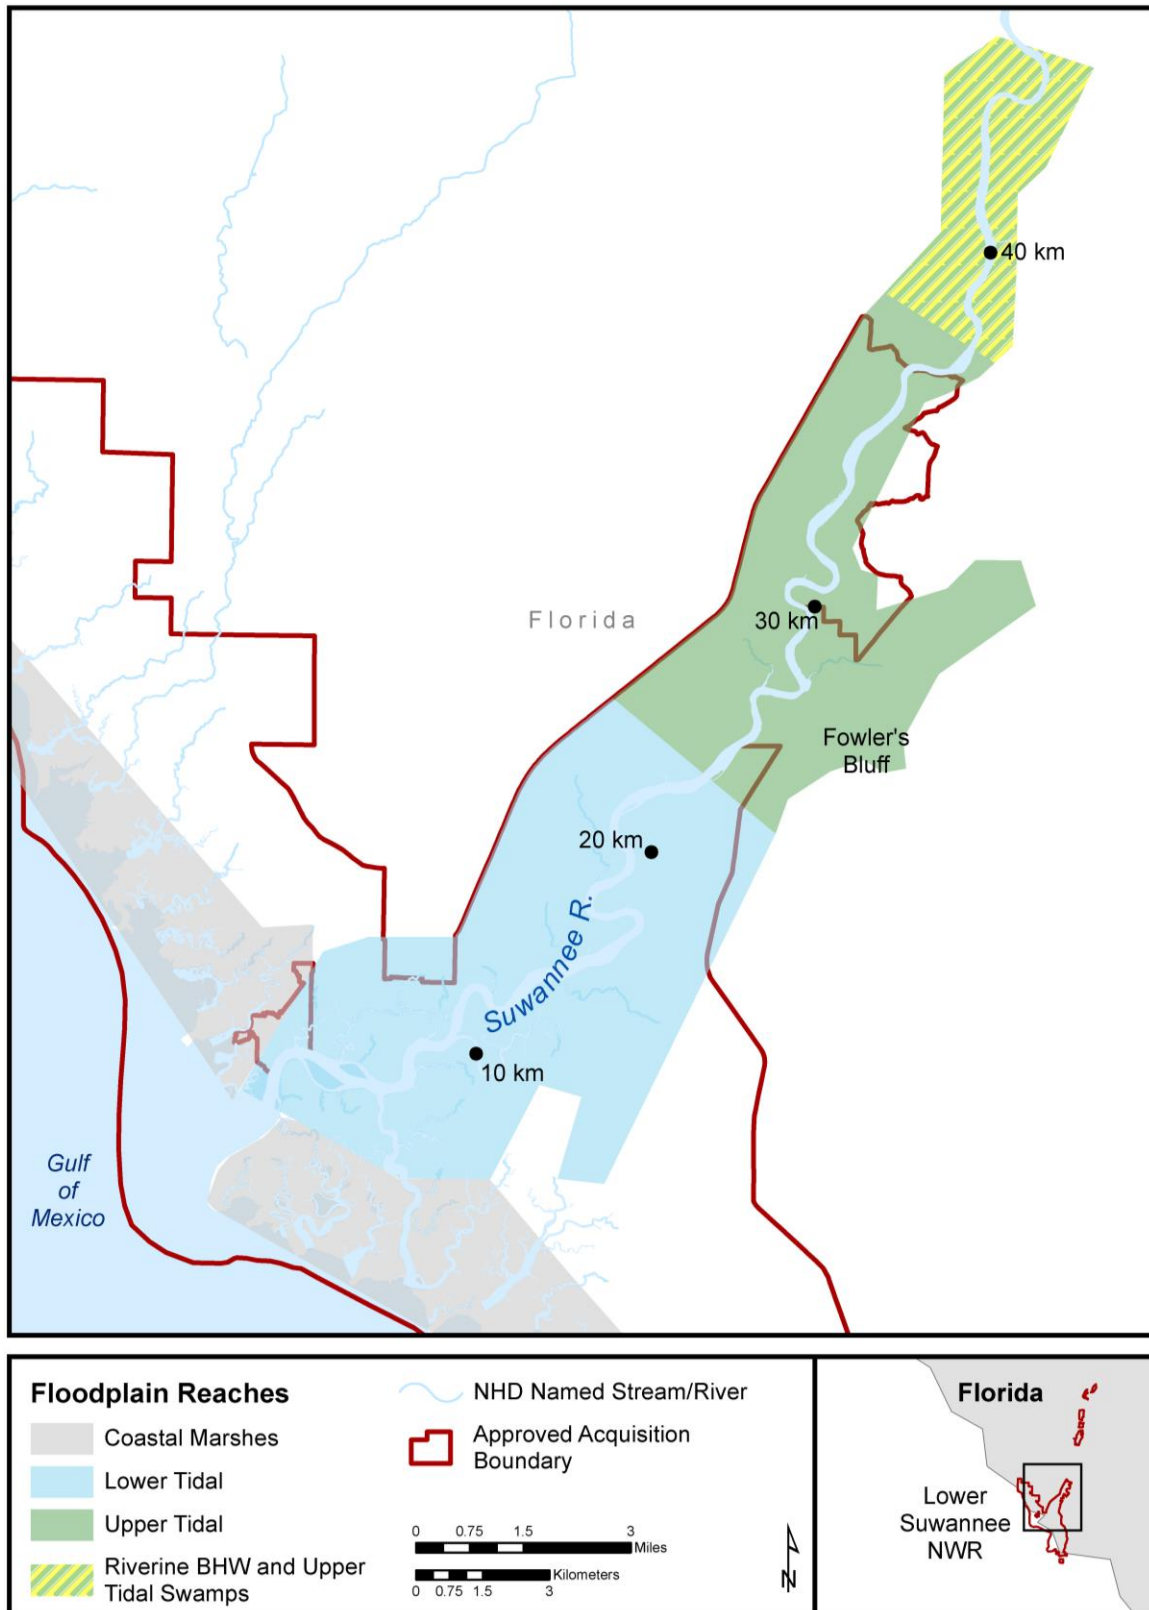 40 km
Florida
30 km
Fowler's
Bluff
20 km
Suwannee R.
10 km
Gulf
of
Mexico
Floodplain Reaches
Coastal Marshes
Lower Tidal
Upper Tidal
Riverine BHW and Upper
Tidal Swamps
NHD Named Stream/River
Approved Acquisition
Boundary
0 0.75 1.5 3
Miles
Kilometers
0 0.75 1.5 3
N
Florida
Lower
Suwannee
NWR